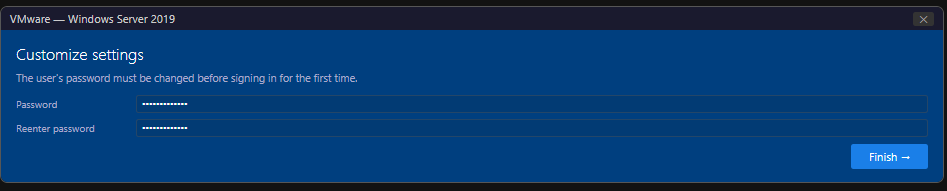 VMware — Windows Server 2019
Customize settings
The user's password must be changed before signing in for the first time.
Password •••••••••••••
Reenter password •••••••••••••
Finish →